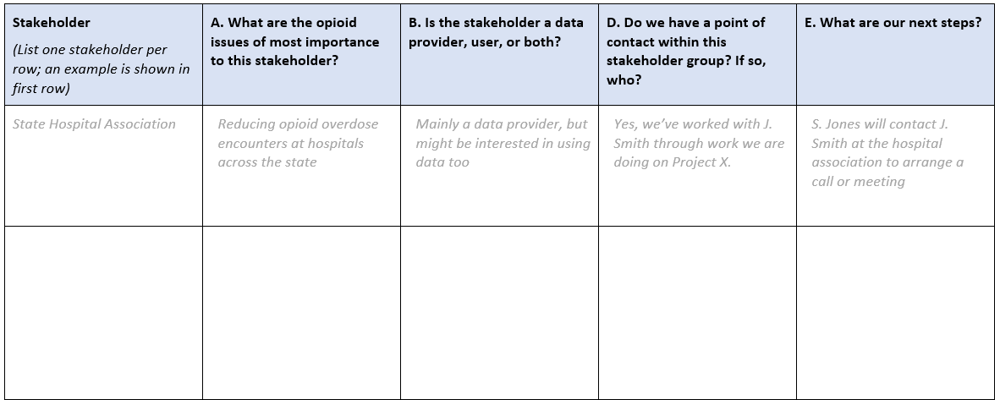 Stakeholder
(List one stakeholder per
row; an example is shown in
first row)
A. What are the opioid
issues of most importance
to this stakeholder?
B. Is the stakeholder a data
provider, user, or both?
D. Do we have a point of
contact within this
stakeholder group? If so,
who?
E. What are our next steps?
State Hospital Association
Reducing opioid overdose
encounters at hospitals
across the state
Mainly a data provider, but
might be interested in using
data too
Yes, we’ve worked with J.
Smith through work we are
doing on Project X.
S. Jones will contact J.
Smith at the hospital
association to arrange a
call or meeting